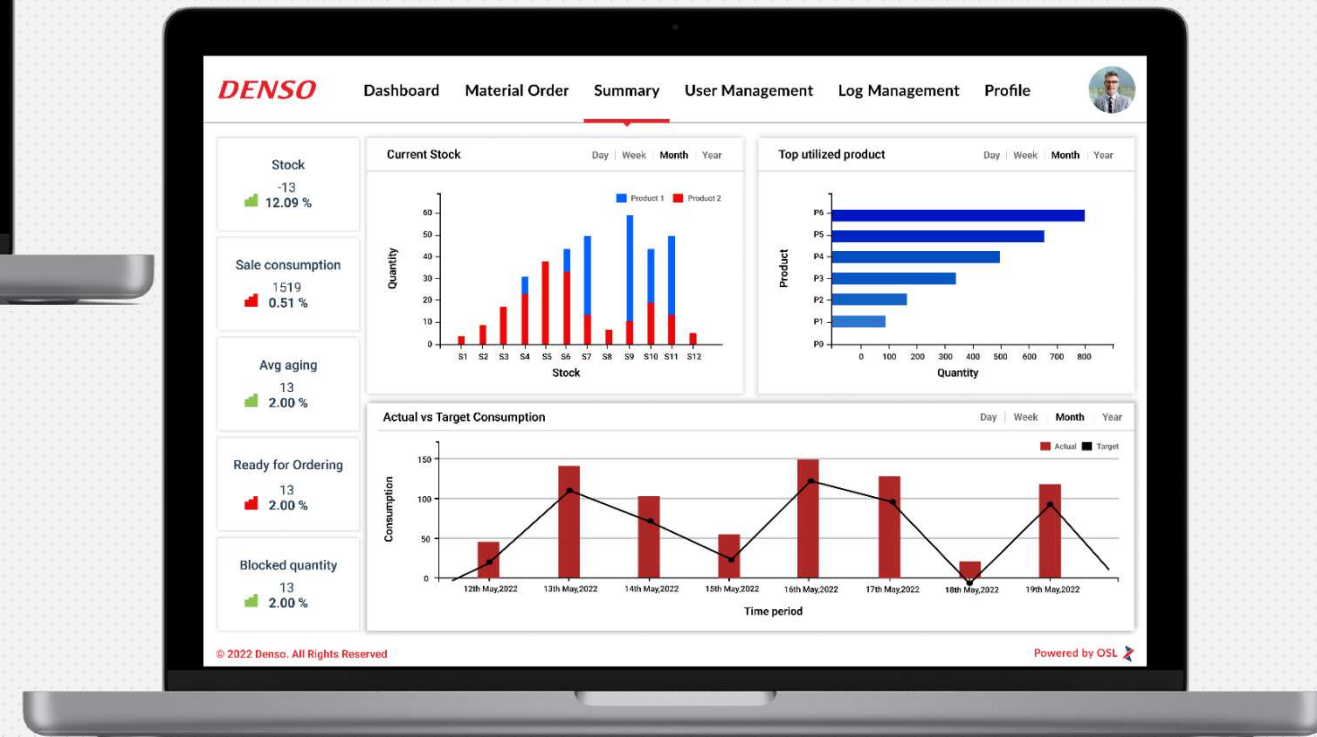 DENSO
Dashboard Material Order Summary User Management Log Management Profile
Stock
-13
12.09 %
Sale consumption
1519
0.51 %
Avg aging
13
2.00 %
Ready for Ordering
13
2.00 %
Blocked quantity
13
2.00 %
Current Stock
Day | Week | Month | Year
Product 1 Product 2
Quantity
60
50
40
30
20
10
0
S1 S2 S3 S4 S5 S6 S7 S8 S9 S10 S11 S12
Stock
Top utilized product
Day | Week | Month | Year
Product
P6
P5
P4
P3
P2
P1
P0
0 100 200 300 400 500 600 700 800
Quantity
Actual vs Target Consumption
Day | Week | Month Year
Actual Target
Consumption
150
100
50
0
12th May,2022 13th May,2022 14th May,2022 15th May,2022 16th May,2022 17th May,2022 18th May,2022 19th May,2022
Time period
© 2022 Denso. All Rights Reserved
Powered by OSL